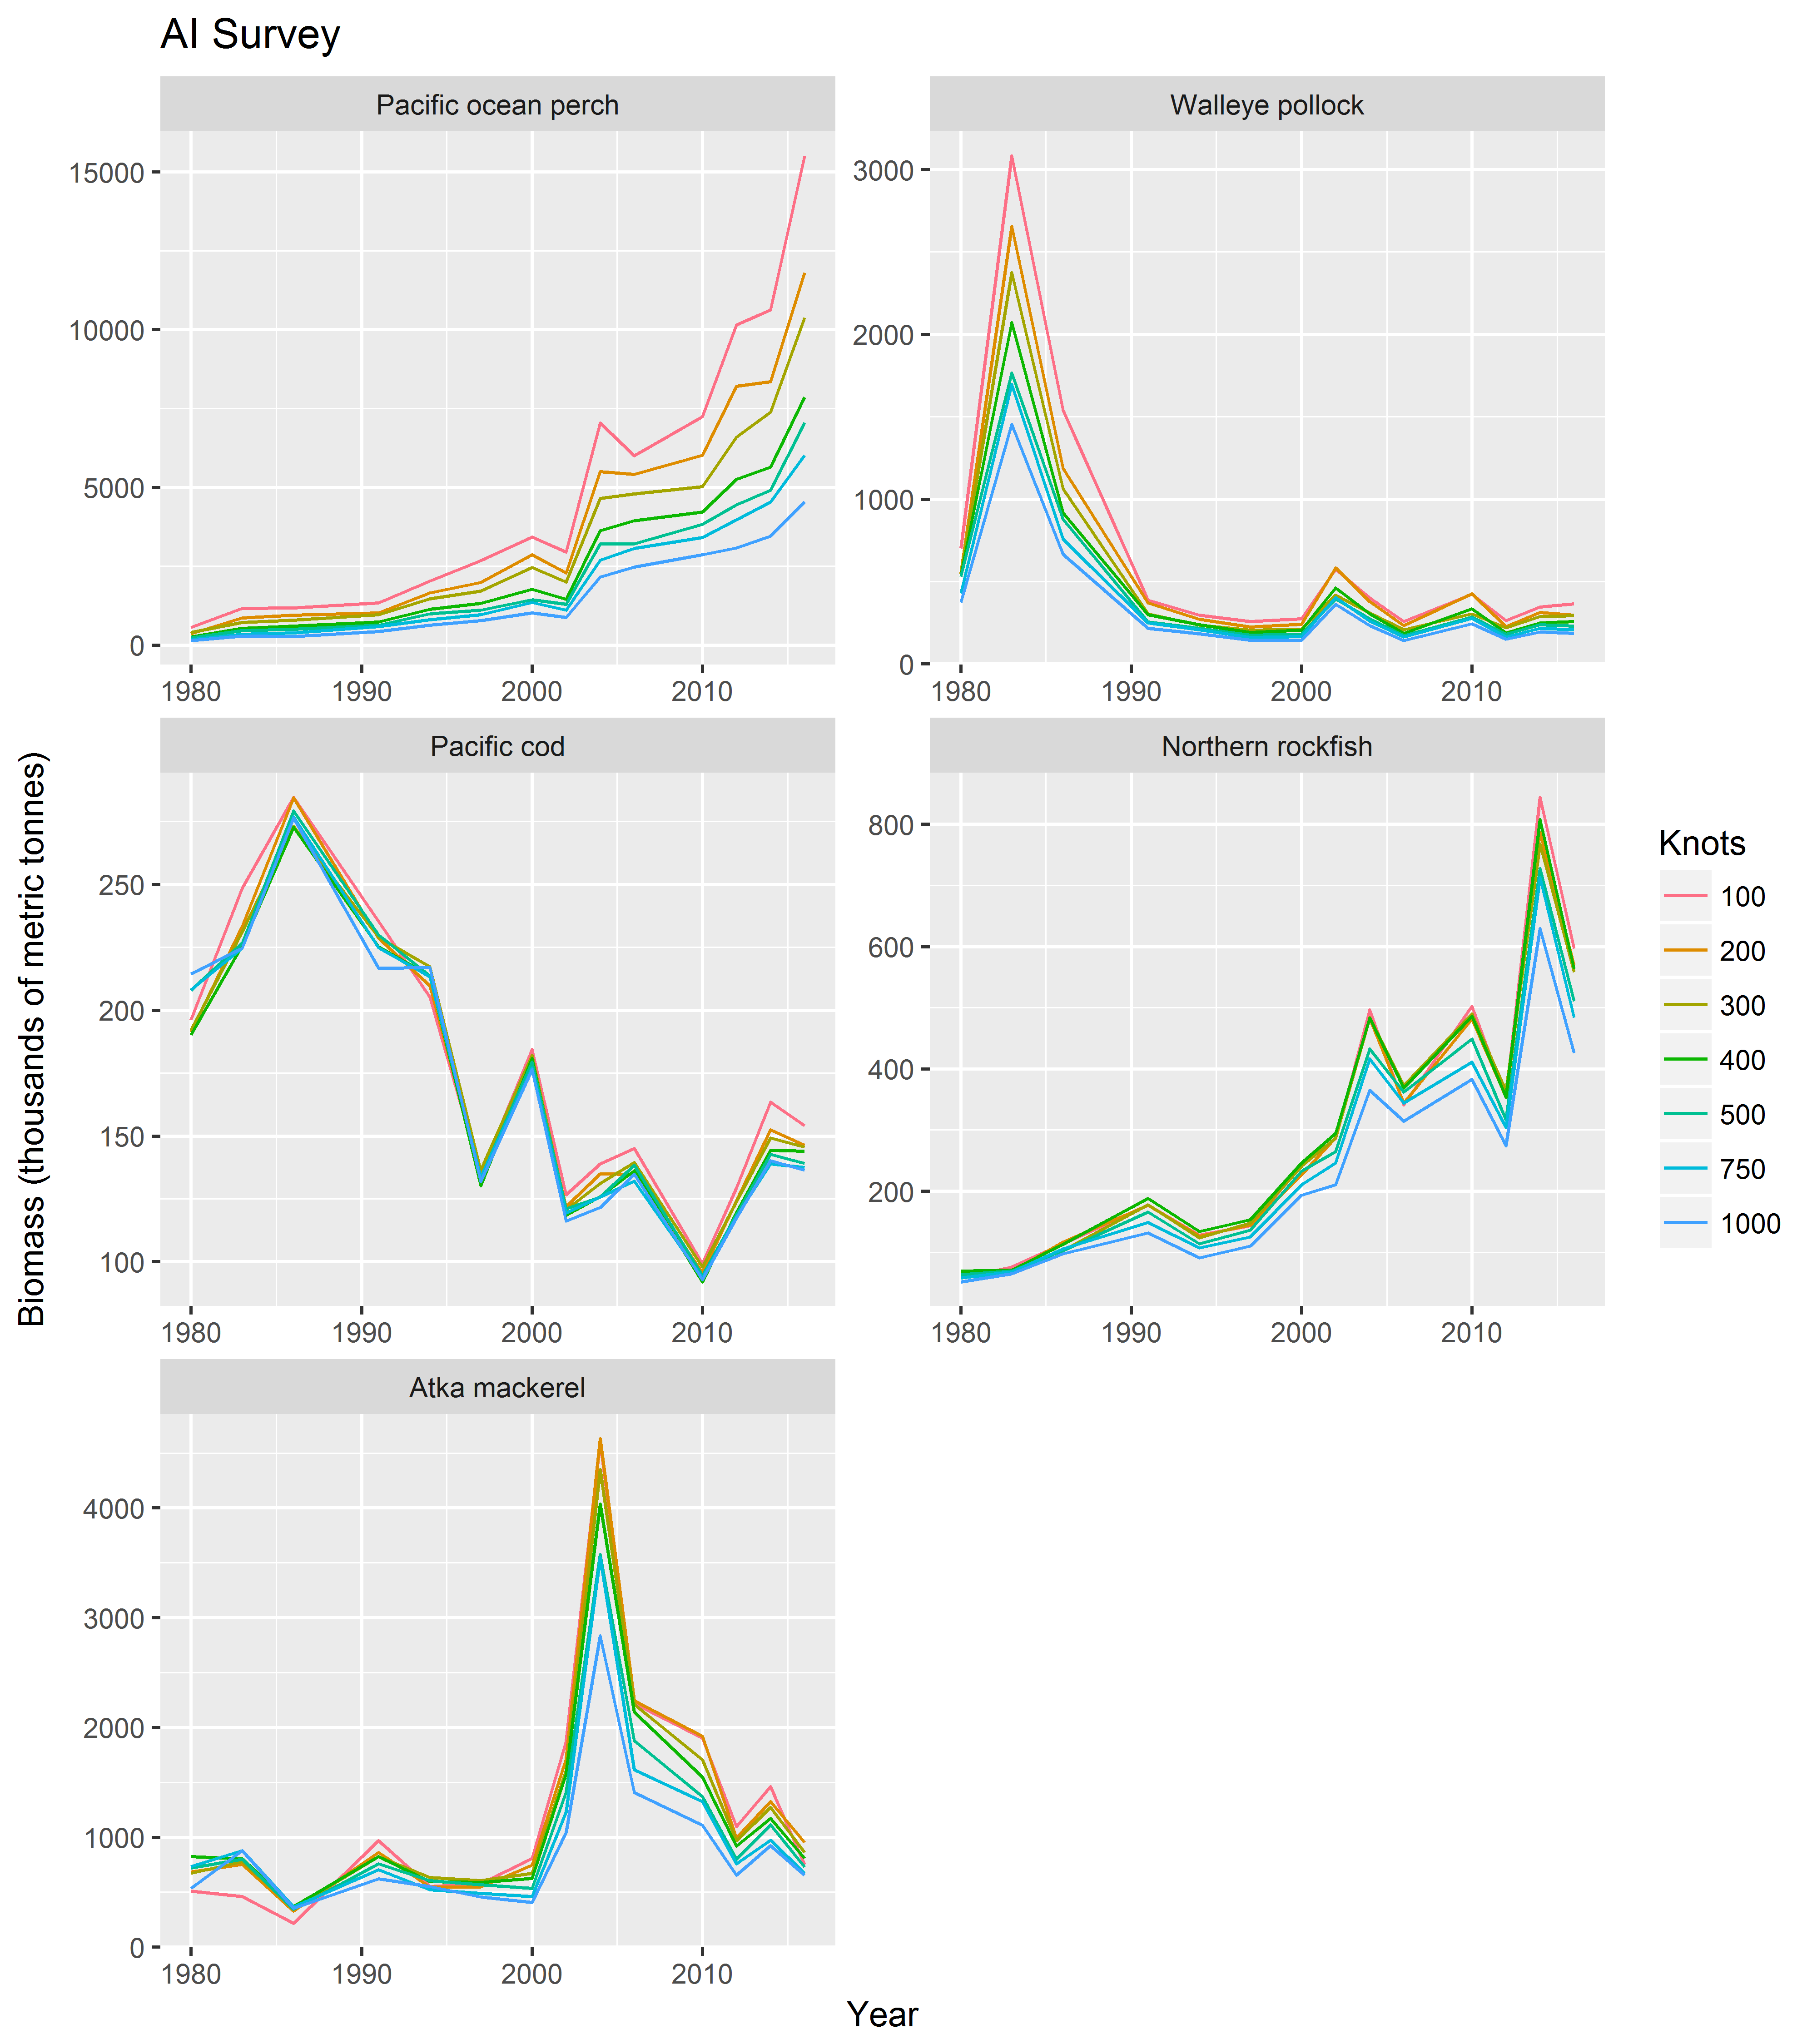 AI Survey
Pacific ocean perch
Walleye pollock
15000
10000
5000
0
3000
2000
1000
0
1980 1990 2000 2010
1980 1990 2000 2010
Pacific cod
Northern rockfish
250
200
150
100
800
600
400
200
1980 1990 2000 2010
1980 1990 2000 2010
Atka mackerel
4000
3000
2000
1000
0
1980 1990 2000 2010
Year
Biomass (thousands of metric tonnes)
Knots
100
200
300
400
500
750
1000